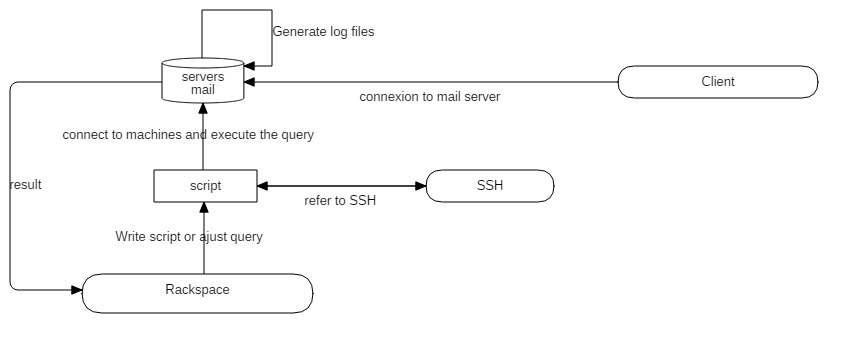 Generate log files
servers
mail
Client
connexion to mail server
connect to machines and execute the query
result
script
SSH
refer to SSH
Write script or ajust query
Rackspace